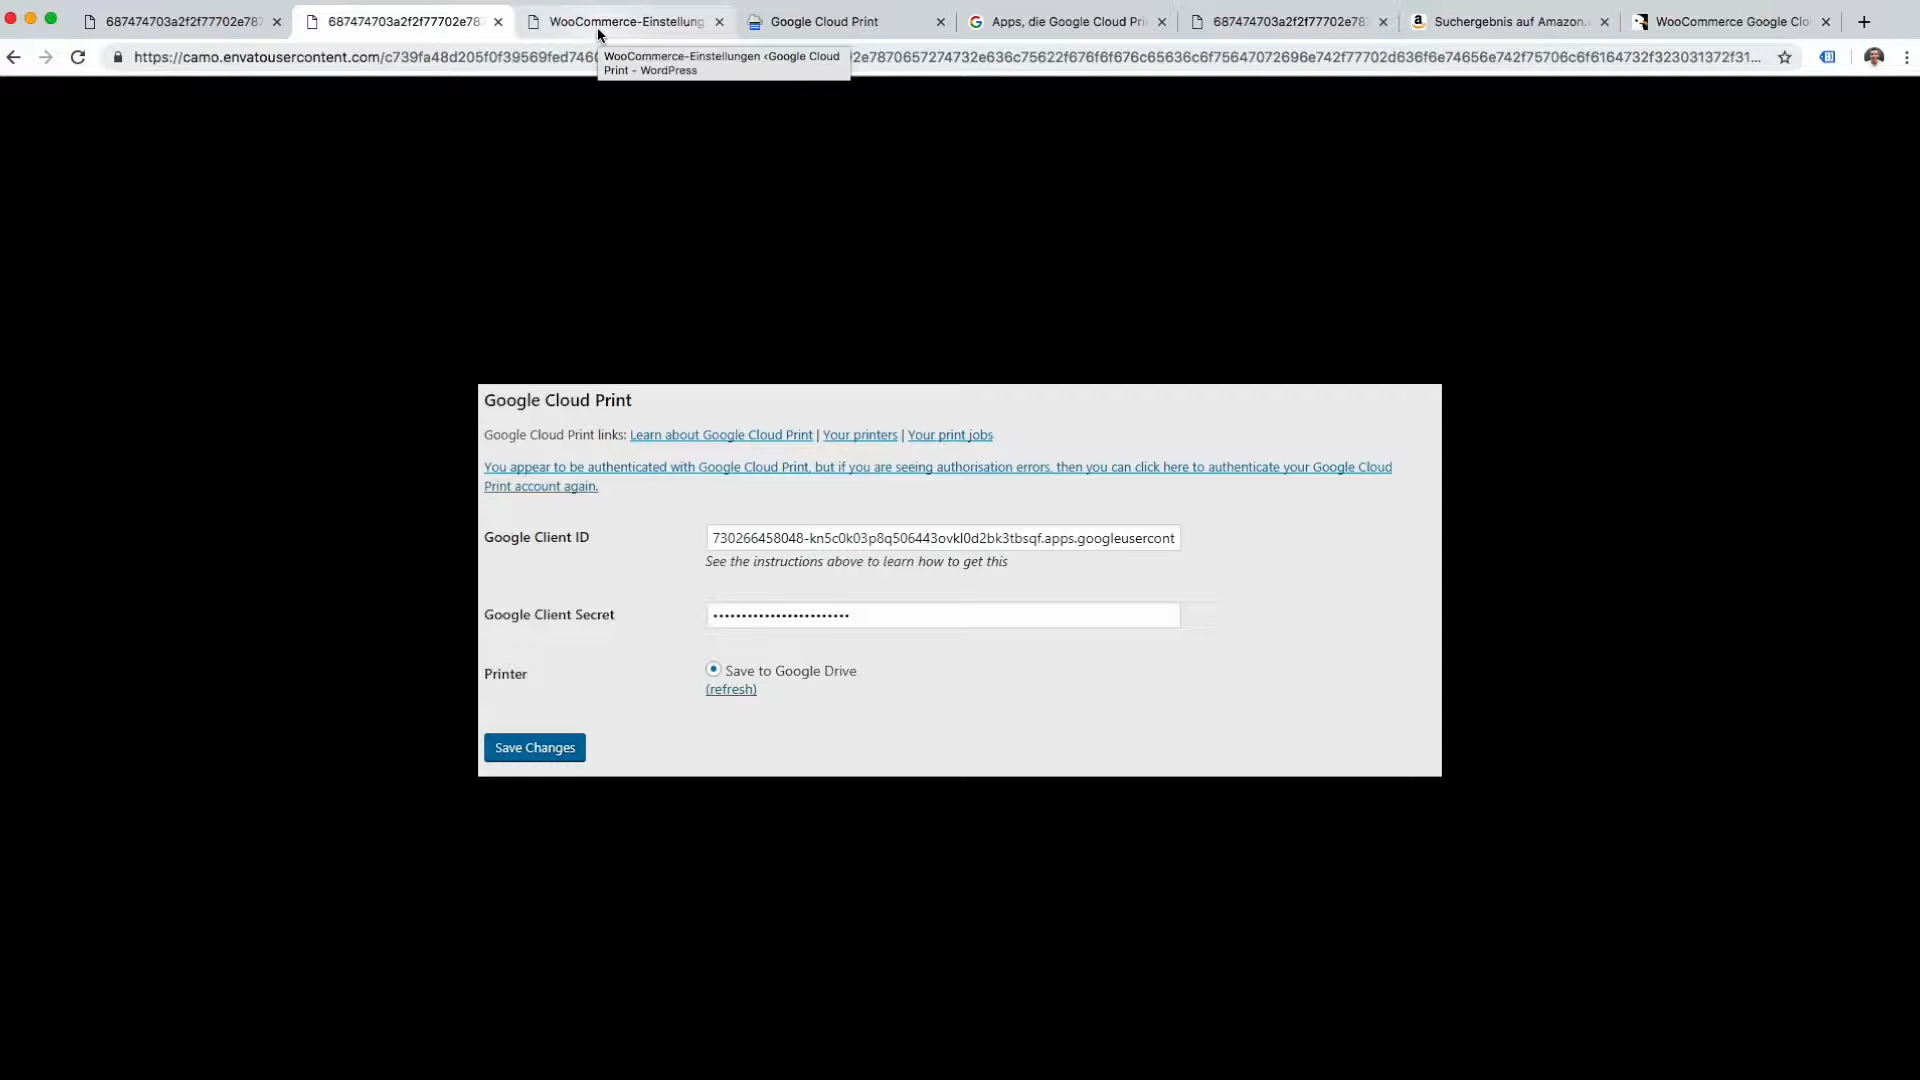 687474703a2f2f77702e787
687474703a2f2f77702e78
WooCommerce-Einstellung
Google Cloud Print
Apps, die Google Cloud Pri
687474703a2f2f77702e78
Suchergebnis auf Amazon.
WooCommerce Google Clo
https://camo.envatousercontent.com/c739fa48d205f0f39569fed7460
2e7870657274732e636c75622f676f6f676c65636c6f75647072696e742f77702d636f6e74656e742f75706c6f6164732f323031372f31...
WooCommerce-Einstellungen ‹Google Cloud
Print - WordPress
Google Cloud Print
Google Cloud Print links: Learn about Google Cloud Print | Your printers | Your print jobs
You appear to be authenticated with Google Cloud Print, but if you are seeing authorisation errors, then you can click here to authenticate your Google Cloud
Print account again.
Google Client ID
730266458048-kn5c0k03p8q506443ovkl0d2bk3tbsqf.apps.googleusercont
See the instructions above to learn how to get this
Google Client Secret
Printer
Save to Google Drive
(refresh)
Save Changes